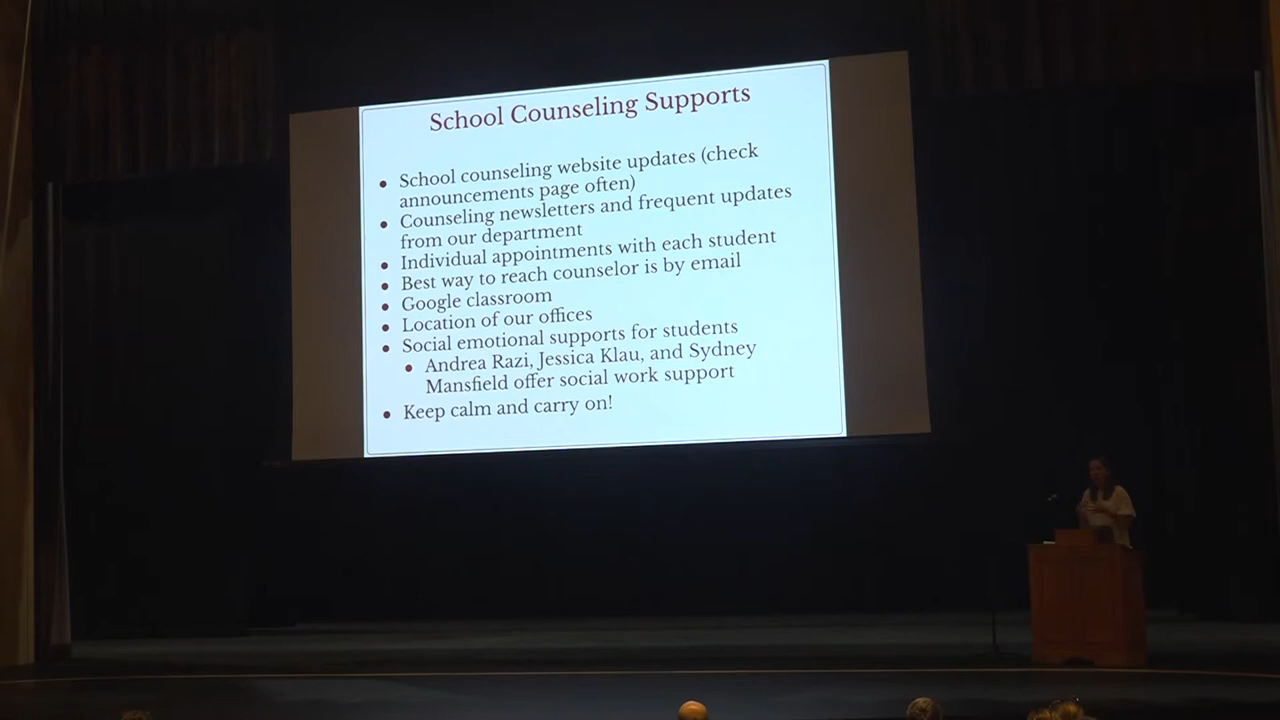 School Counseling Supports
• School counseling website updates (check
announcements page often)
• Counseling newsletters and frequent updates
from our department
• Individual appointments with each student
• Best way to reach counselor is by email
• Google classroom
• Location of our offices
• Social emotional supports for students
• Andrea Razi, Jessica Klau, and Sydney
Mansfield offer social work support
• Keep calm and carry on!